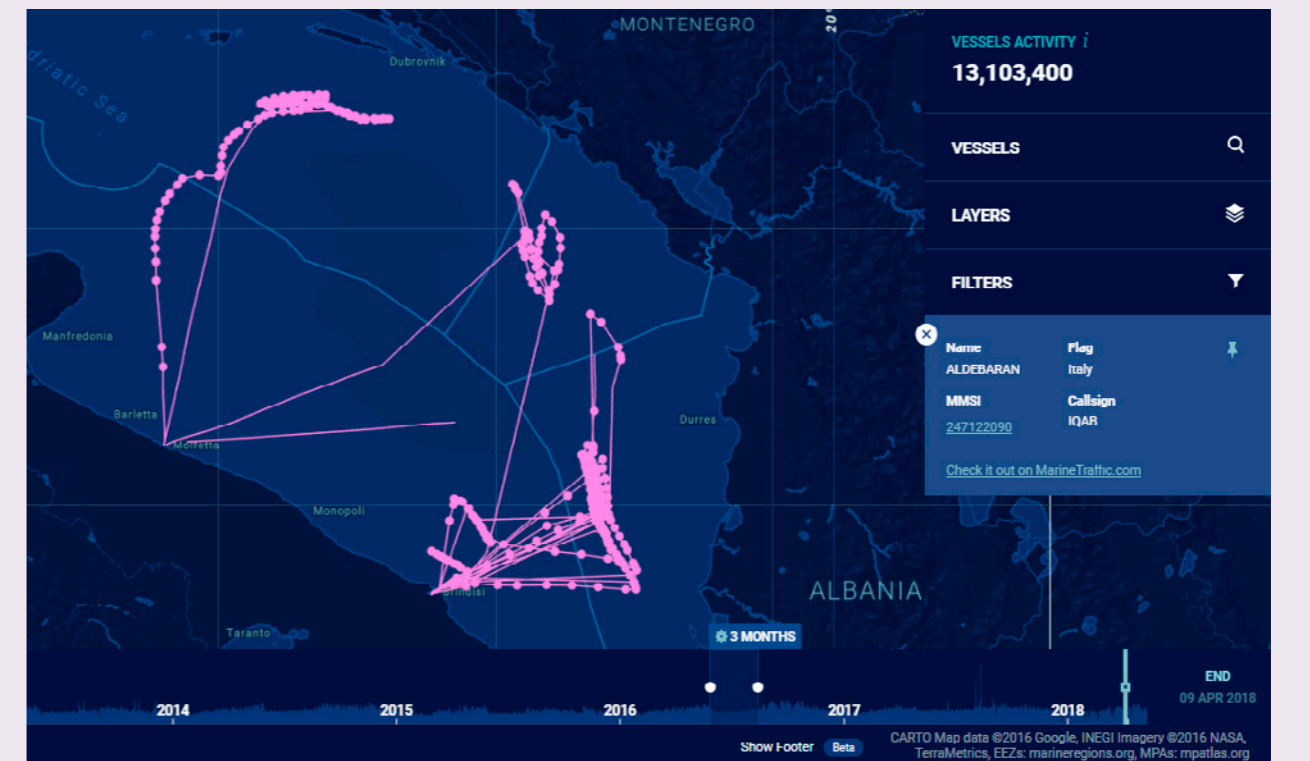 MONTENEGRO
20
Dubrovnik
Adriatic Sea
Manfredonia
Barletta
Molfetta
Durres
Monopoli
Brindisi
Taranto
ALBANIA
VESSELS ACTIVITY i
13,103,400
VESSELS
LAYERS
FILTERS
Name Flag
ALDEBARAN Italy
MMSI Callsign
247122090 IQAB
Check it out on MarineTraffic.com
3 MONTHS
2014 2015 2016 2017 2018
END
09 APR 2018
Show Footer Beta
CARTO Map data ©2016 Google, INEGI Imagery ©2016 NASA,
TerraMetrics, EEZs: marineregions.org, MPAs: mpatlas.org